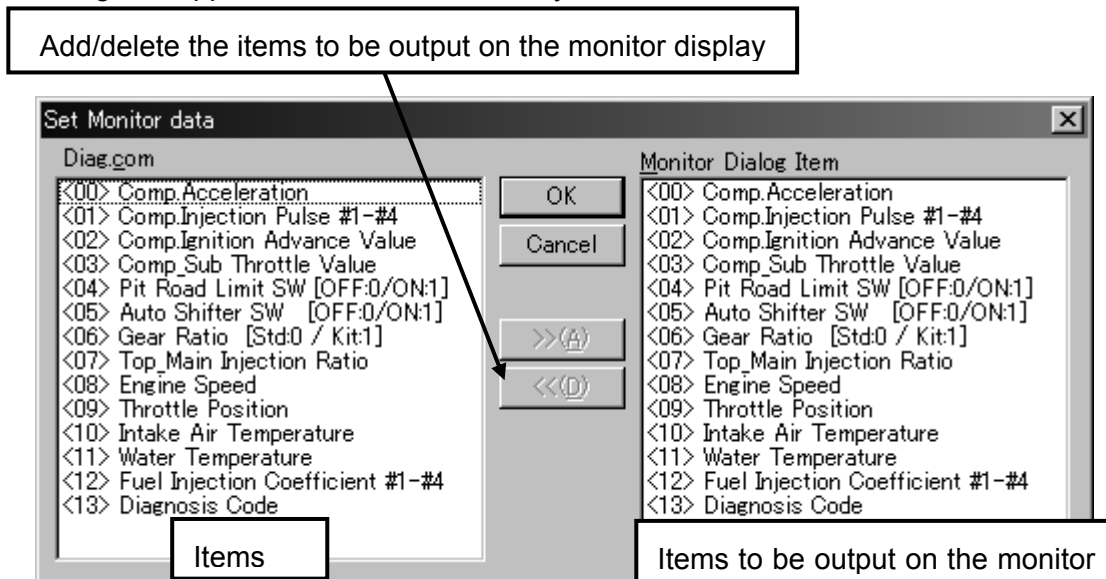 Add/delete the items to be output on the monitor display
Set Monitor data
Diag.com
<00> Comp.Acceleration
<01> Comp.Injection Pulse #1-#4
<02> Comp.Ignition Advance Value
<03> Comp_Sub Throttle Value
<04> Pit Road Limit SW [OFF:0/ON:1]
<05> Auto Shifter SW [OFF:0/ON:1]
<06> Gear Ratio [Std:0 / Kit:1]
<07> Top_Main Injection Ratio
<08> Engine Speed
<09> Throttle Position
<10> Intake Air Temperature
<11> Water Temperature
<12> Fuel Injection Coefficient #1-#4
<13> Diagnosis Code
Items
OK
Cancel
>>(A)
<<(D)
Monitor Dialog Item
<00> Comp.Acceleration
<01> Comp.Injection Pulse #1-#4
<02> Comp.Ignition Advance Value
<03> Comp_Sub Throttle Value
<04> Pit Road Limit SW [OFF:0/ON:1]
<05> Auto Shifter SW [OFF:0/ON:1]
<06> Gear Ratio [Std:0 / Kit:1]
<07> Top_Main Injection Ratio
<08> Engine Speed
<09> Throttle Position
<10> Intake Air Temperature
<11> Water Temperature
<12> Fuel Injection Coefficient #1-#4
<13> Diagnosis Code
Items to be output on the monitor